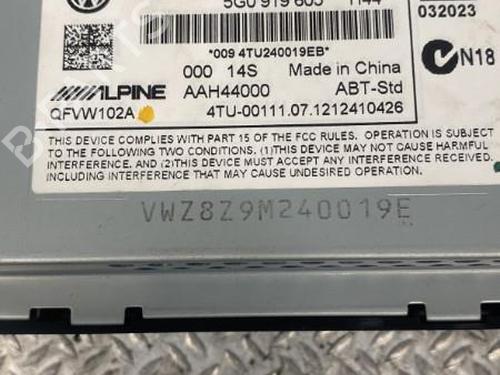 5G0 919 605 1144
032023
*009 4TU240019EB*
000 14S Made in China
N18
ALPINE AAH44000 ABT-Std
QFVW102A 4TU-00111.07.1212410426
THIS DEVICE COMPLIES WITH PART 15 OF THE FCC RULES. OPERATION IS SUBJECT
TO THE FOLLOWING TWO CONDITIONS. (1)THIS DEVICE MAY NOT CAUSE HARMFUL
INTERFERENCE, AND (2)THIS DEVICE MUST ACCEPT ANY INTERFERENCE RECEIVED,
INCLUDING INTERFERENCE THAT MAY CAUSE UNDESIRED OPERATION.
VWZ8Z9M240019E